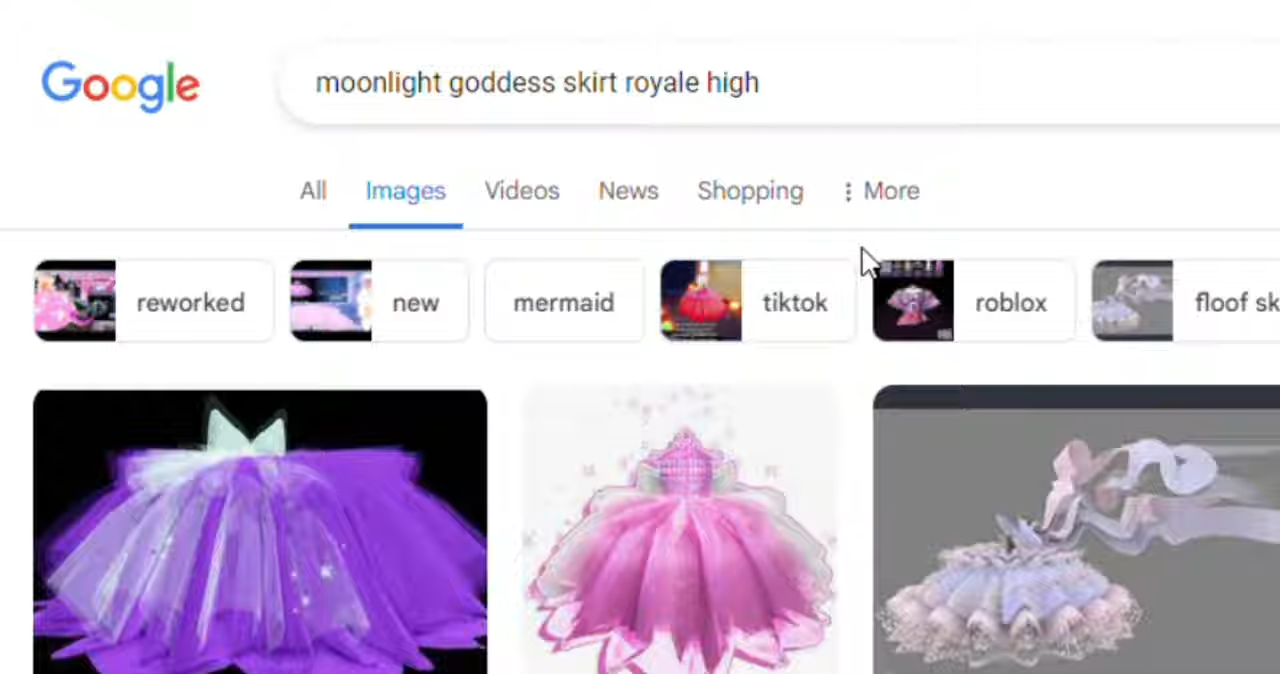 Google moonlight goddess skirt royale high
All Images Videos News Shopping More
reworked new mermaid tiktok roblox floof sk